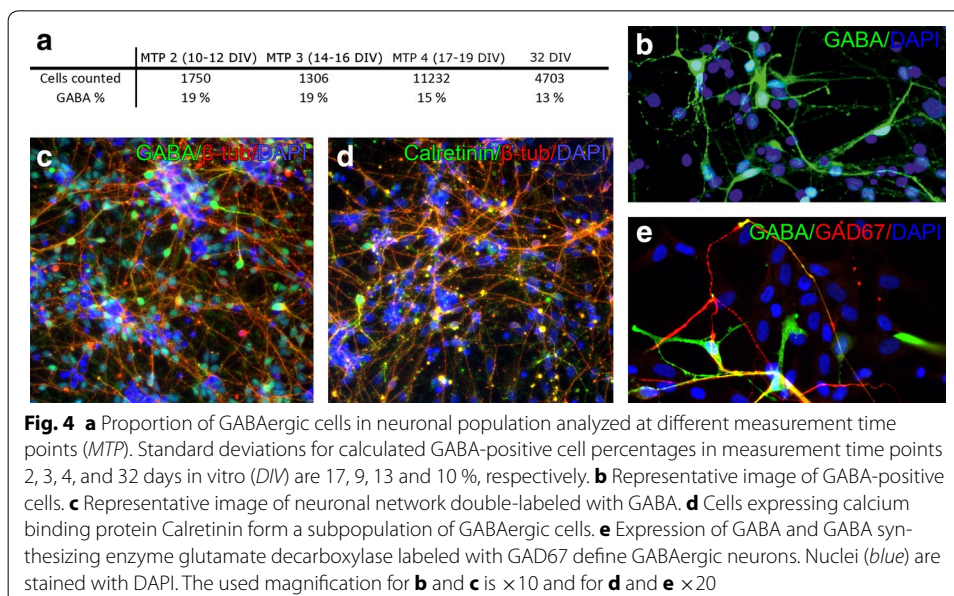 a
MTP 2 (10-12 DIV) MTP 3 (14-16 DIV) MTP 4 (17-19 DIV) 32 DIV
Cells counted 1750 1306 11232 4703
GABA % 19 % 19 % 15 % 13 %
b GABA/DAPI
c GABA/β-tub/DAPI
d Calretinin/β-tub/DAPI
e GABA/GAD67/DAPI
Fig. 4 a Proportion of GABAergic cells in neuronal population analyzed at different measurement time
points (MTP). Standard deviations for calculated GABA-positive cell percentages in measurement time points
2, 3, 4, and 32 days in vitro (DIV) are 17, 9, 13 and 10 %, respectively. b Representative image of GABA-positive
cells. c Representative image of neuronal network double-labeled with GABA. d Cells expressing calcium
binding protein Calretinin form a subpopulation of GABAergic cells. e Expression of GABA and GABA syn-
thesizing enzyme glutamate decarboxylase labeled with GAD67 define GABAergic neurons. Nuclei (blue) are
stained with DAPI. The used magnification for b and c is ×10 and for d and e ×20